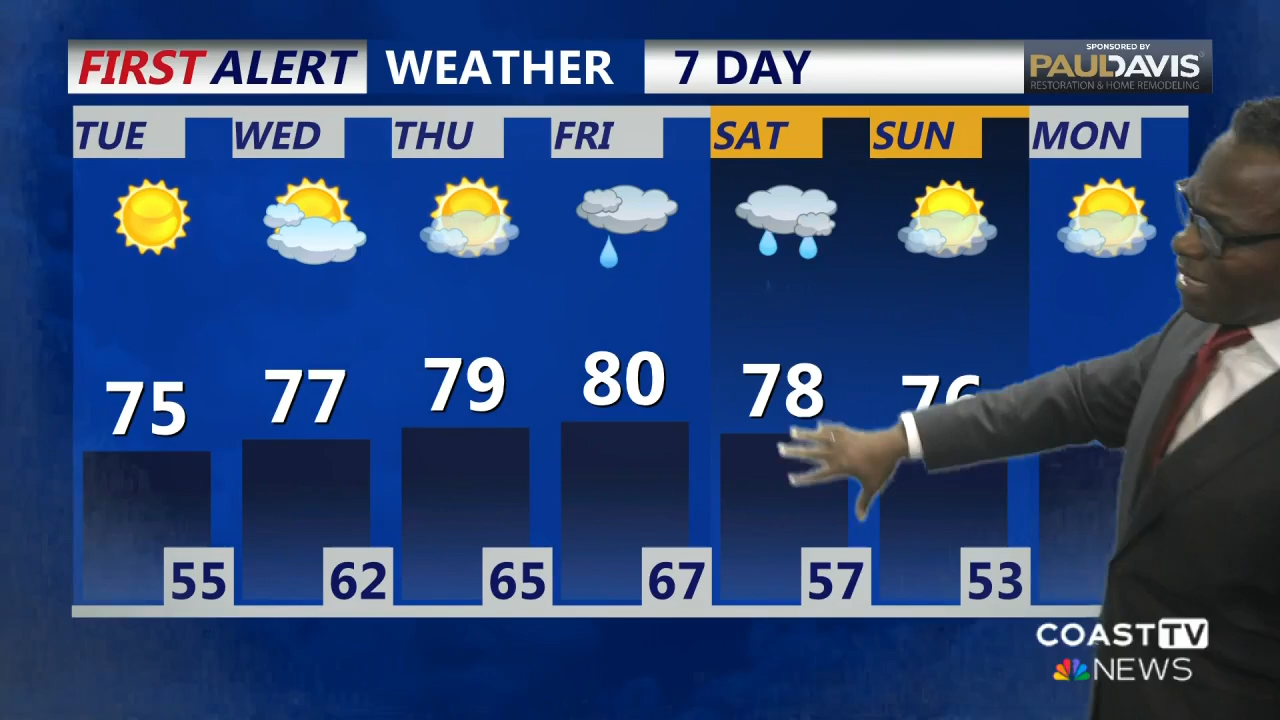 FIRST ALERT WEATHER 7 DAY
SPONSORED BY
PAUL DAVIS
RESTORATION & HOME REMODELING
TUE WED THU FRI SAT SUN MON
75 77 79 80 78 76
55 62 65 67 57 53
COAST TV
NEWS